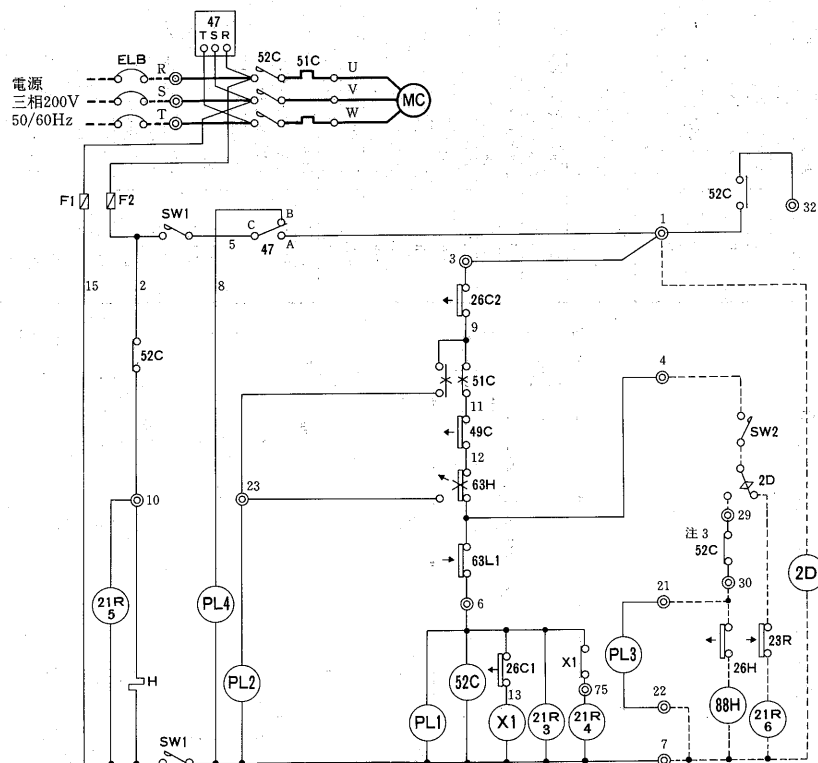 47
T S R
ELB
R
52C
51C
U
電源
三相200V
50/60Hz
S
V
MC
T
W
F1
F2
SW1
C
B
5
47
A
1
52C
32
3
15
2
8
26C2
9
52C
4
51C
11
SW2
49C
12
2D
10
23
63H
29
注3
52C
63L1
30
6
21
2D
21R
5
PL4
PL3
23R
26H
PL2
52C
26C1
X1
13
75
22
88H
PL1
X1
21R
3
21R
4
21R
6
H
SW1
7